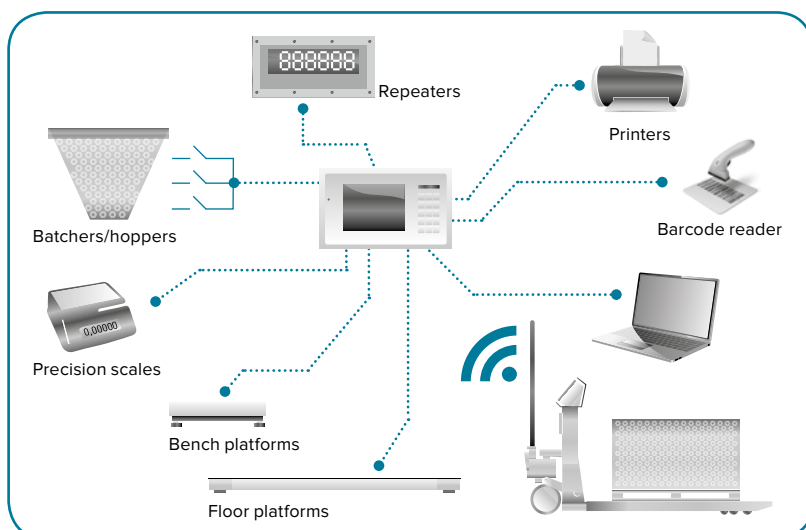 888888
Repeaters
Printers
Batchers/hoppers
Barcode reader
0,00000
Precision scales
Bench platforms
Floor platforms